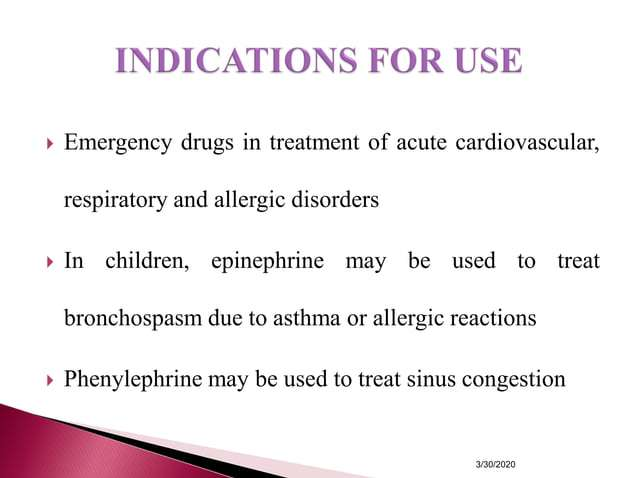 INDICATIONS FOR USE
Emergency drugs in treatment of acute cardiovascular,
respiratory and allergic disorders
In children, epinephrine may be used to treat
bronchospasm due to asthma or allergic reactions
Phenylephrine may be used to treat sinus congestion
3/30/2020